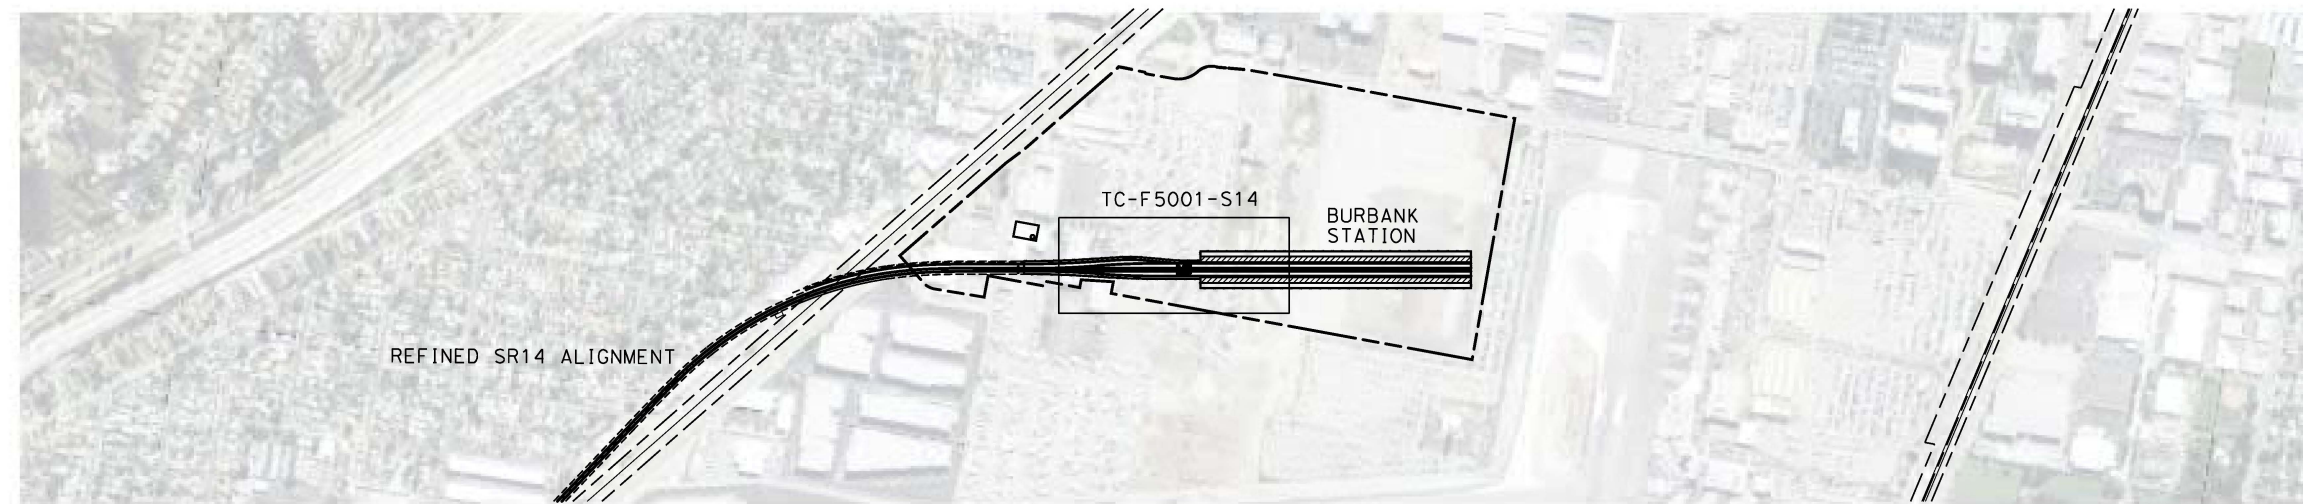 TC-F5001-S14
BURBANK
STATION
REFINED SR14 ALIGNMENT